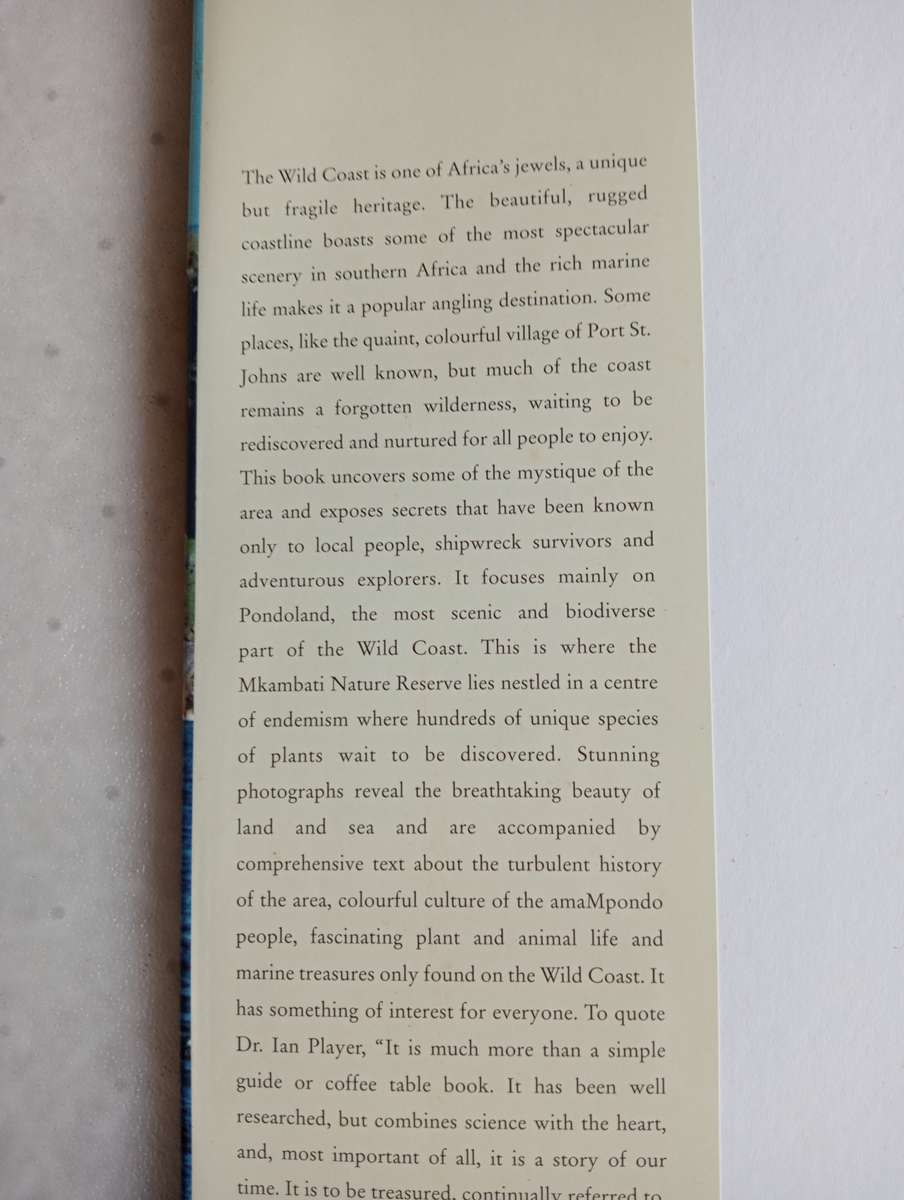 The Wild Coast is one of Africa's jewels, a unique
but fragile heritage. The beautiful, rugged
coastline boasts some of the most spectacular
scenery in southern Africa and the rich marine
life makes it a popular angling destination. Some
places, like the quaint, colourful village of Port St.
Johns are well known, but much of the coast
remains a forgotten wilderness, waiting to be
rediscovered and nurtured for all people to enjoy.
This book uncovers some of the mystique of the
area and exposes secrets that have been known
only to local people, shipwreck survivors and
adventurous explorers. It focuses mainly on
Pondoland, the most scenic and biodiverse
part of the Wild Coast. This is where the
Mkambati Nature Reserve lies nestled in a centre
of endemism where hundreds of unique species
of plants wait to be discovered. Stunning
photographs reveal the breathtaking beauty of
land and sea and are accompanied by
comprehensive text about the turbulent history
of the area, colourful culture of the amaMpondo
people, fascinating plant and animal life and
marine treasures only found on the Wild Coast. It
has something of interest for everyone. To quote
Dr. Ian Player, “It is much more than a simple
guide or coffee table book. It has been well
researched, but combines science with the heart,
and, most important of all, it is a story of our
time. It is to be treasured, continually referred to